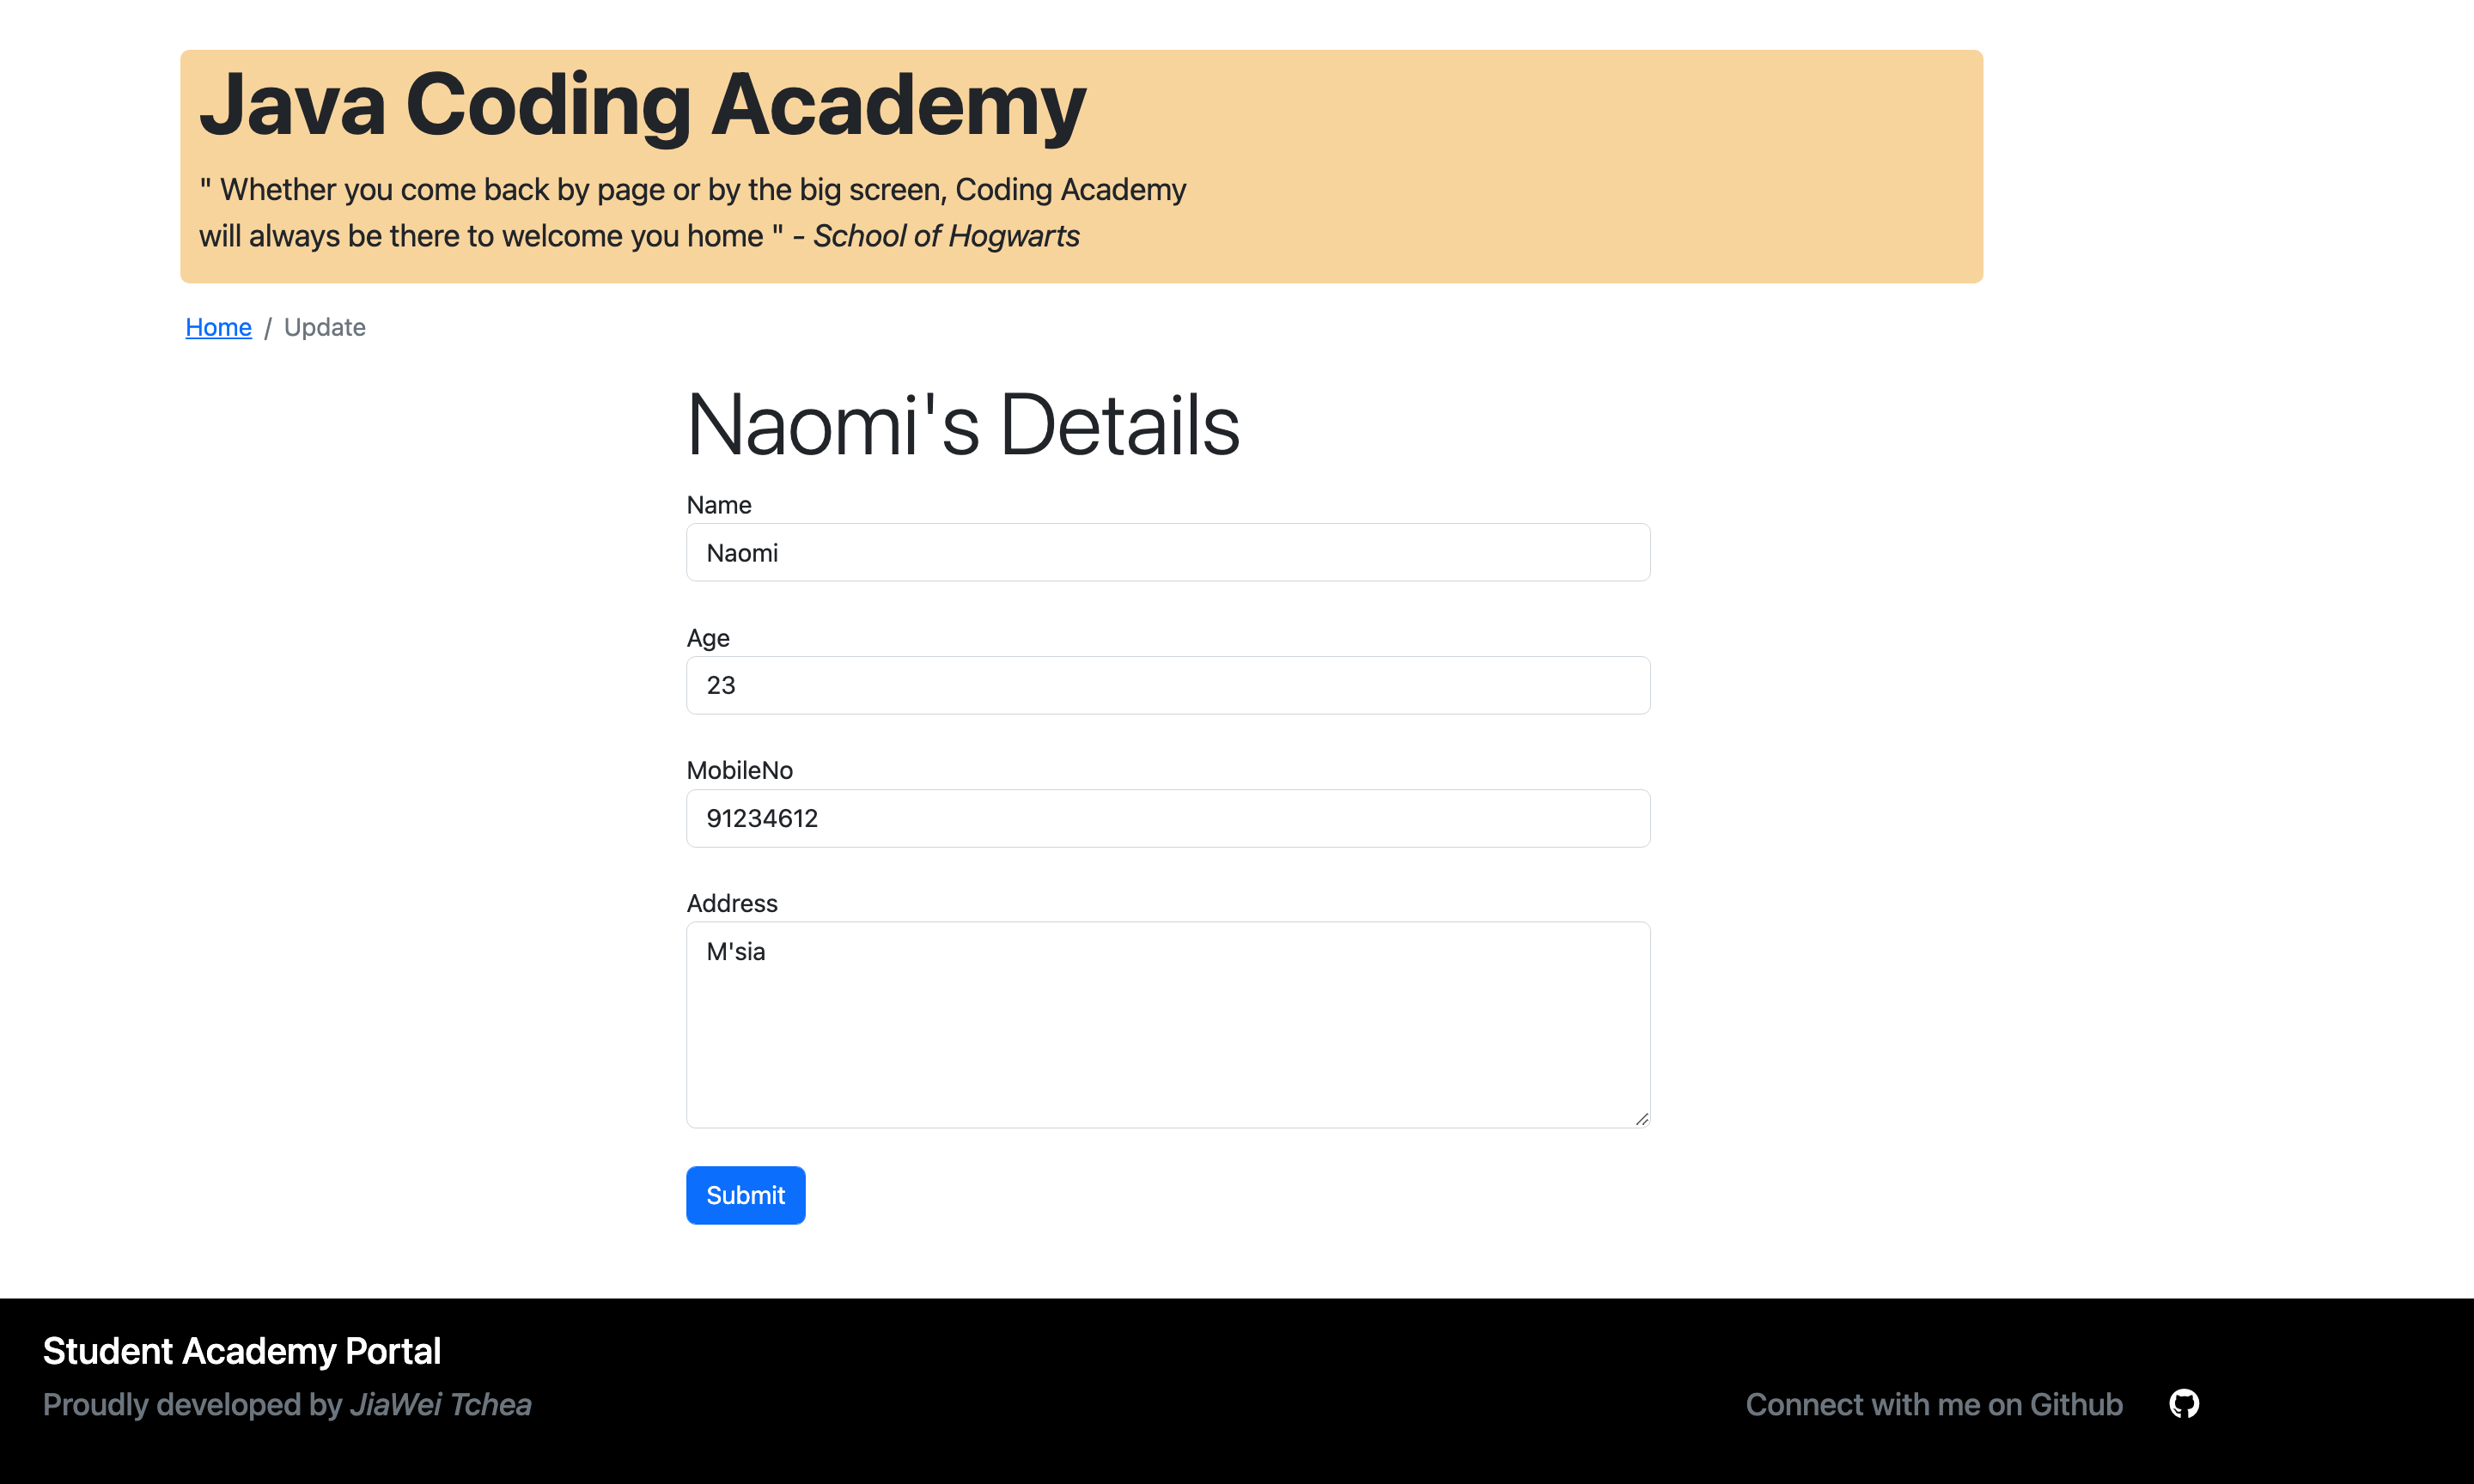 Java Coding Academy
" Whether you come back by page or by the big screen, Coding Academy
will always be there to welcome you home " - School of Hogwarts
Home / Update
Naomi's Details
Name
Naomi
Age
23
MobileNo
91234612
Address
M'sia
Submit
Student Academy Portal
Proudly developed by JiaWei Tchea
Connect with me on Github